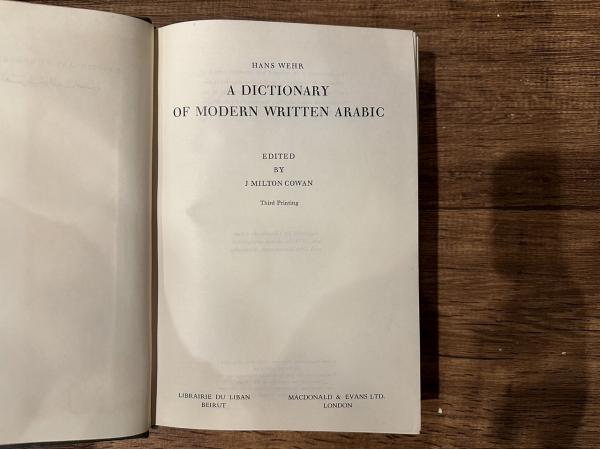 HANS WEHR
A DICTIONARY
OF MODERN WRITTEN ARABIC
EDITED
BY
J MILTON COWAN
Third Printing
LIBRAIRIE DU LIBAN
BEIRUT
MACDONALD & EVANS LTD.
LONDON